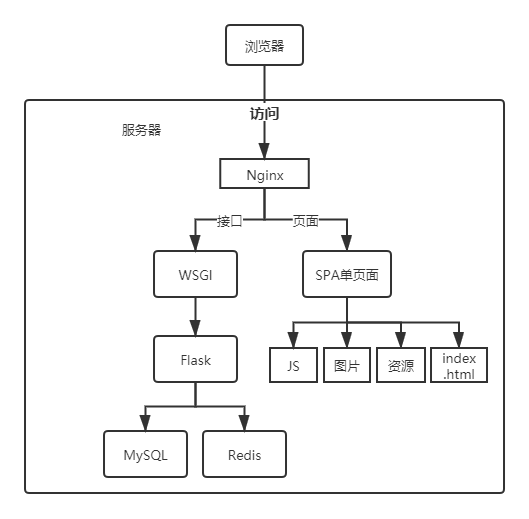 浏览器
访问
服务器
Nginx
接口
页面
WSGI
SPA单页面
Flask
JS
图片
资源
index
.html
MySQL
Redis